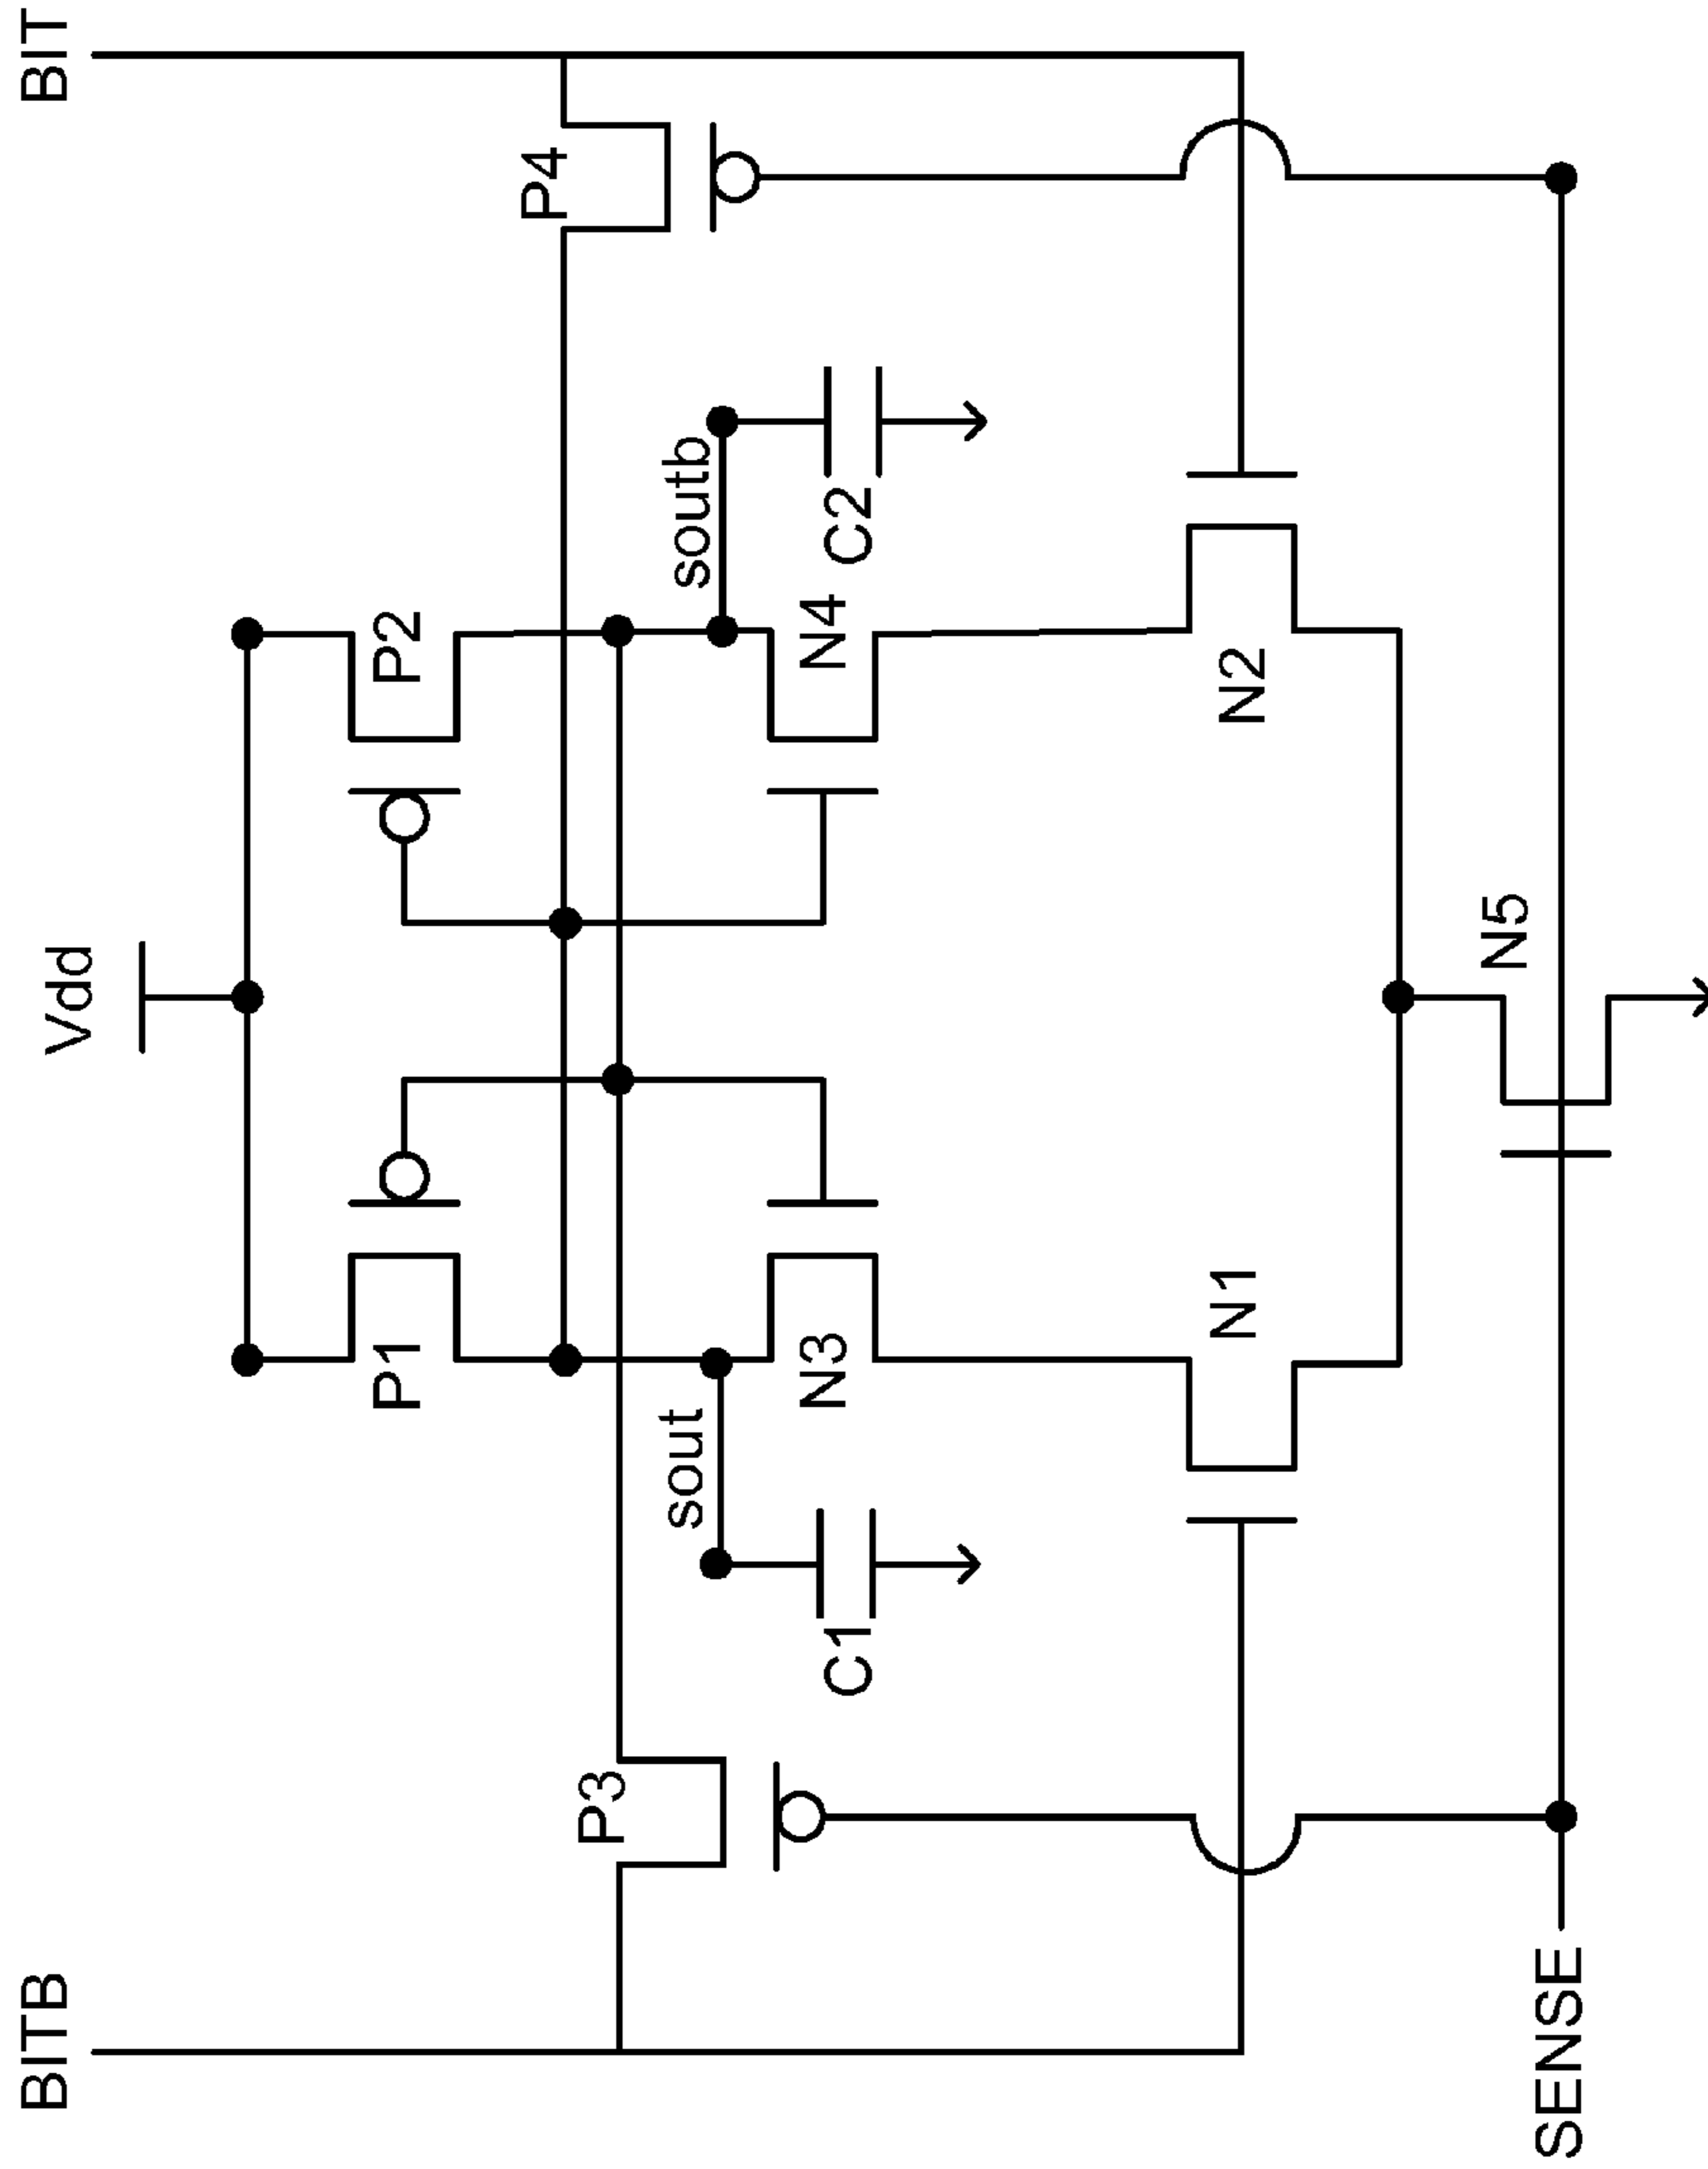 BITB
Vdd
BIT
P1
P2
P3
P4
sout
soutb
C1
N3
N4
C2
N1
N2
SENSE
N5